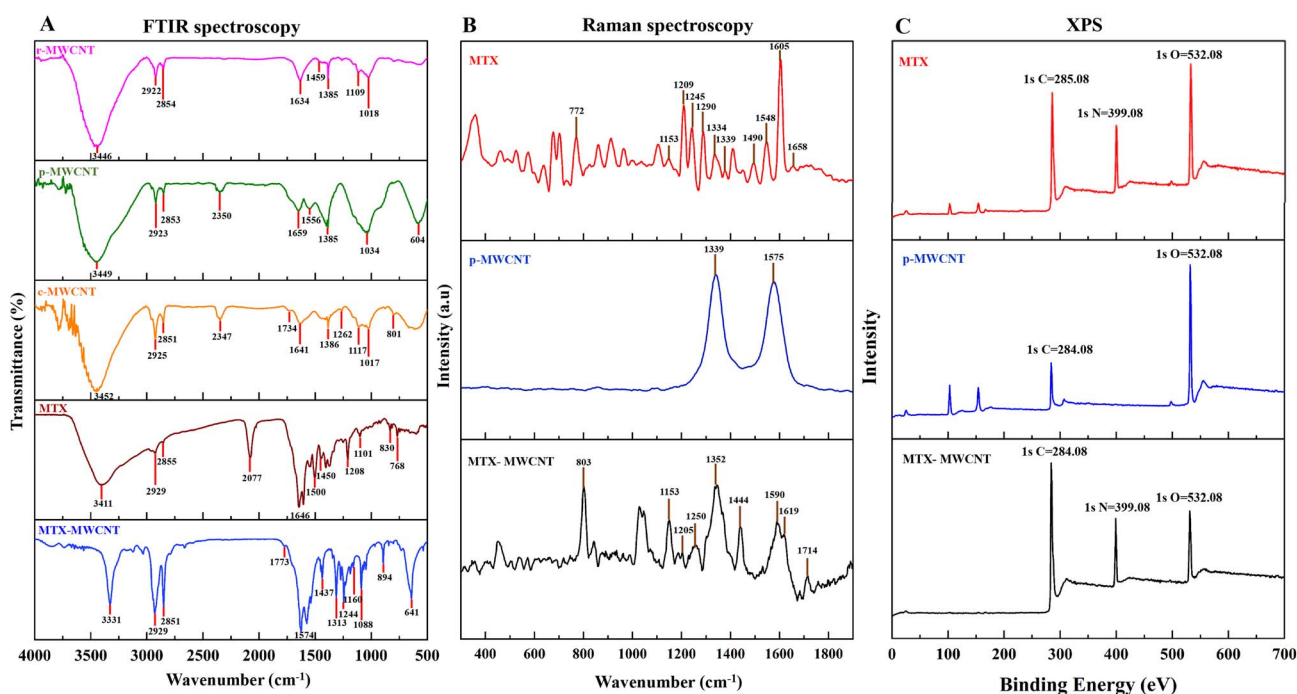 A FTIR spectroscopy
r-MWCNT
2922
2854
1634
1459
1385
1109
1018
3446
p-MWCNT
2923
2853
2350
1659
1556
1385
1034
604
3449
c-MWCNT
2925
2851
2347
1734
1641
1386
1262
1117
1017
801
3452
MTX
3411
2929
2855
2077
1646
1500
1450
1208
1101
830
768
MTX-MWCNT
3331
2929
2851
1773
1574
1437
1313
1244
1160
1088
894
641
Transmittance (%)
4000 3500 3000 2500 2000 1500 1000 500
Wavenumber (cm-1)
B Raman spectroscopy
MTX
772
1153
1209
1245
1290
1334
1339
1490
1548
1605
1658
p-MWCNT
1339
1575
MTX- MWCNT
803
1153
1205
1250
1352
1444
1590
1619
1714
Intensity (a.u)
400 600 800 1000 1200 1400 1600 1800
Wavenumber (cm-1)
C XPS
MTX
1s C=285.08
1s N=399.08
1s O=532.08
p-MWCNT
1s C=284.08
1s O=532.08
MTX- MWCNT
1s C=284.08
1s N=399.08
1s O=532.08
Intensity
0 100 200 300 400 500 600 700
Binding Energy (eV)